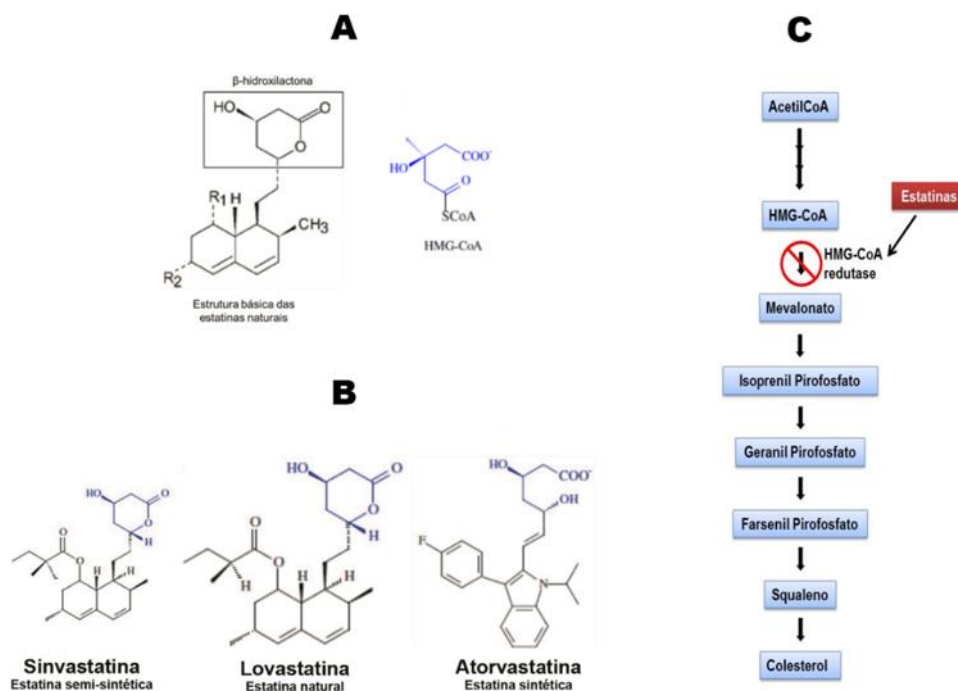 A
β-hidroxilactona
HO
O
O
R1
H
CH3
R2
Estrutura básica das
estatinas naturais
HO
COO-
O
SCoA
HMG-CoA
B
HO
O
O
H
O
O
H
Sinvastatina
Estatina semi-sintética
HO
O
O
H
O
O
H
H
H
Lovastatina
Estatina natural
HO
COO-
OH
F
N
Atorvastatina
Estatina sintética
C
AcetilCoA
HMG-CoA
Estatinas
HMG-CoA
redutase
Mevalonato
Isoprenil Pirofosfato
Geranil Pirofosfato
Farsenil Pirofosfato
Squaleno
Colesterol